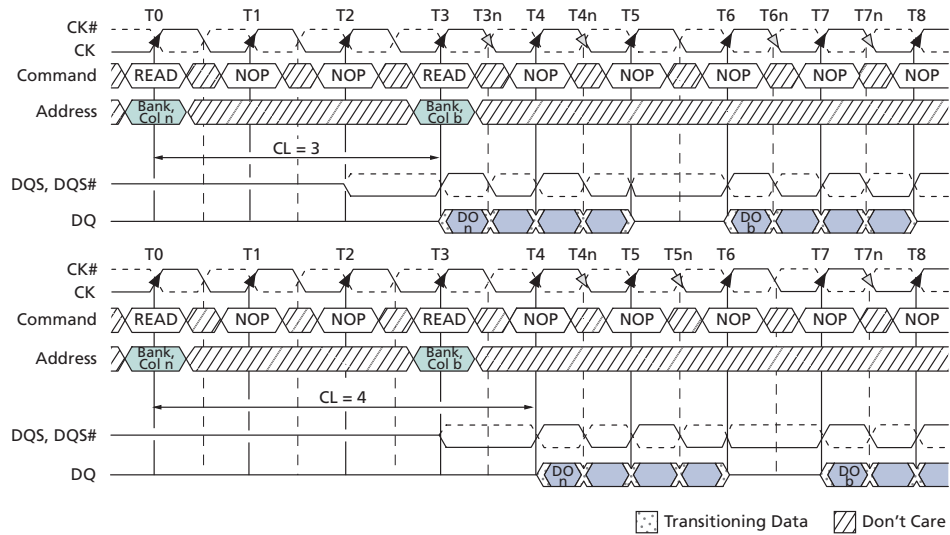 T0 T1 T2 T3 T3n T4 T4n T5 T6 T6n T7 T7n T8
CK#
CK
Command READ NOP NOP READ NOP NOP NOP NOP NOP
Address Bank, Col n Bank, Col b
CL = 3
DQS, DQS#
DQ DO n DO b
T0 T1 T2 T3 T4 T4n T5 T5n T6 T7 T7n T8
CK#
CK
Command READ NOP NOP READ NOP NOP NOP NOP NOP
Address Bank, Col n Bank, Col b
CL = 4
DQS, DQS#
DQ DO n DO b
Transitioning Data Don't Care